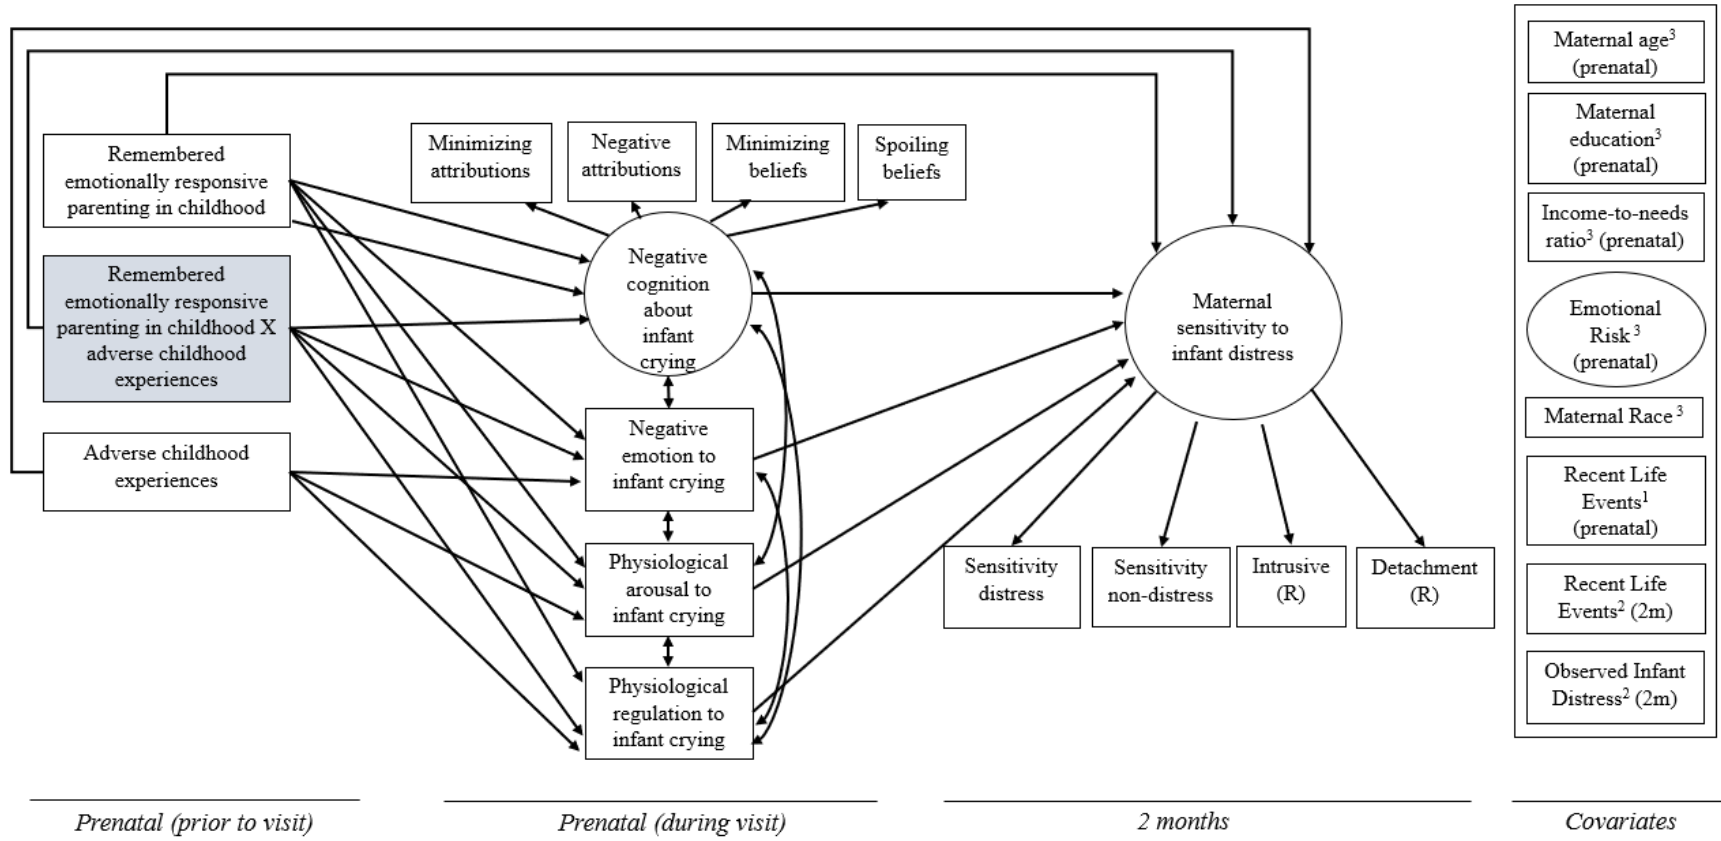 Remembered
emotionally responsive
parenting in childhood
Remembered
emotionally responsive
parenting in childhood X
adverse childhood
experiences
Adverse childhood
experiences
Minimizing
attributions
Negative
attributions
Minimizing
beliefs
Spoiling
beliefs
Negative
cognition
about
infant
crying
Negative
emotion to
infant crying
Physiological
arousal to
infant crying
Physiological
regulation to
infant crying
Maternal
sensitivity to
infant distress
Sensitivity
distress
Sensitivity
non-distress
Intrusive
(R)
Detachment
(R)
Maternal age³
(prenatal)
Maternal
education³
(prenatal)
Income-to-needs
ratio³ (prenatal)
Emotional
Risk ³
(prenatal)
Maternal Race ³
Recent Life
Events¹
(prenatal)
Recent Life
Events² (2m)
Observed Infant
Distress² (2m)
Prenatal (prior to visit)
Prenatal (during visit)
2 months
Covariates